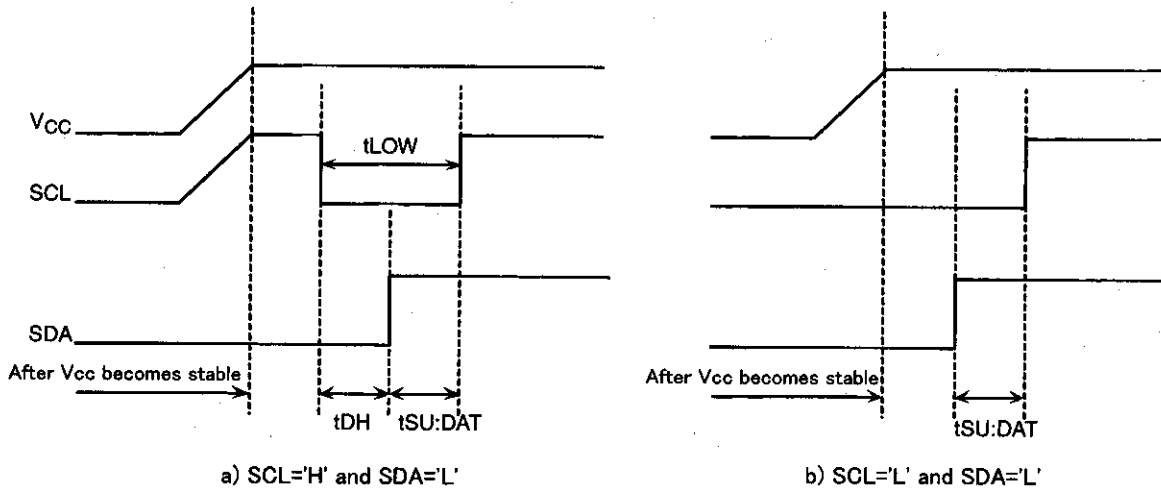 VCC
tLOW
SCL
SDA
After Vcc becomes stable
tDH
tSU:DAT
a) SCL='H' and SDA='L'
After Vcc becomes stable
tSU:DAT
b) SCL='L' and SDA='L'